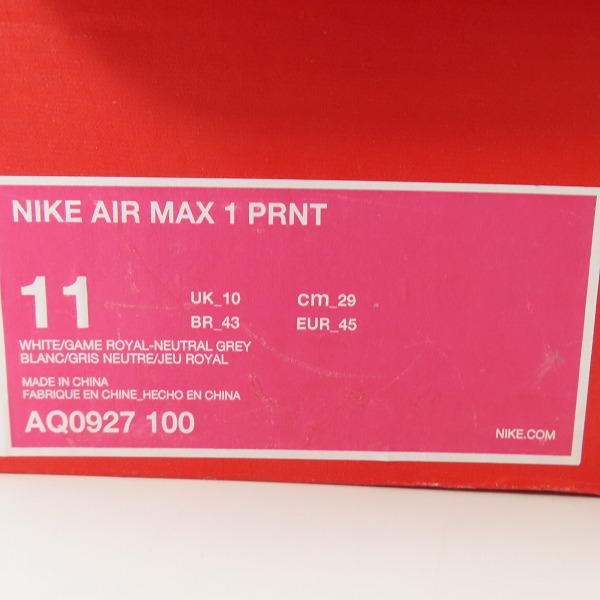 NIKE AIR MAX 1 PRNT
11
UK_10 cm_29
BR_43 EUR_45
WHITE/GAME ROYAL-NEUTRAL GREY
BLANC/GRIS NEUTRE/JEU ROYAL
MADE IN CHINA
FABRIQUE EN CHINE_HECHO EN CHINA
AQ0927 100
NIKE.COM